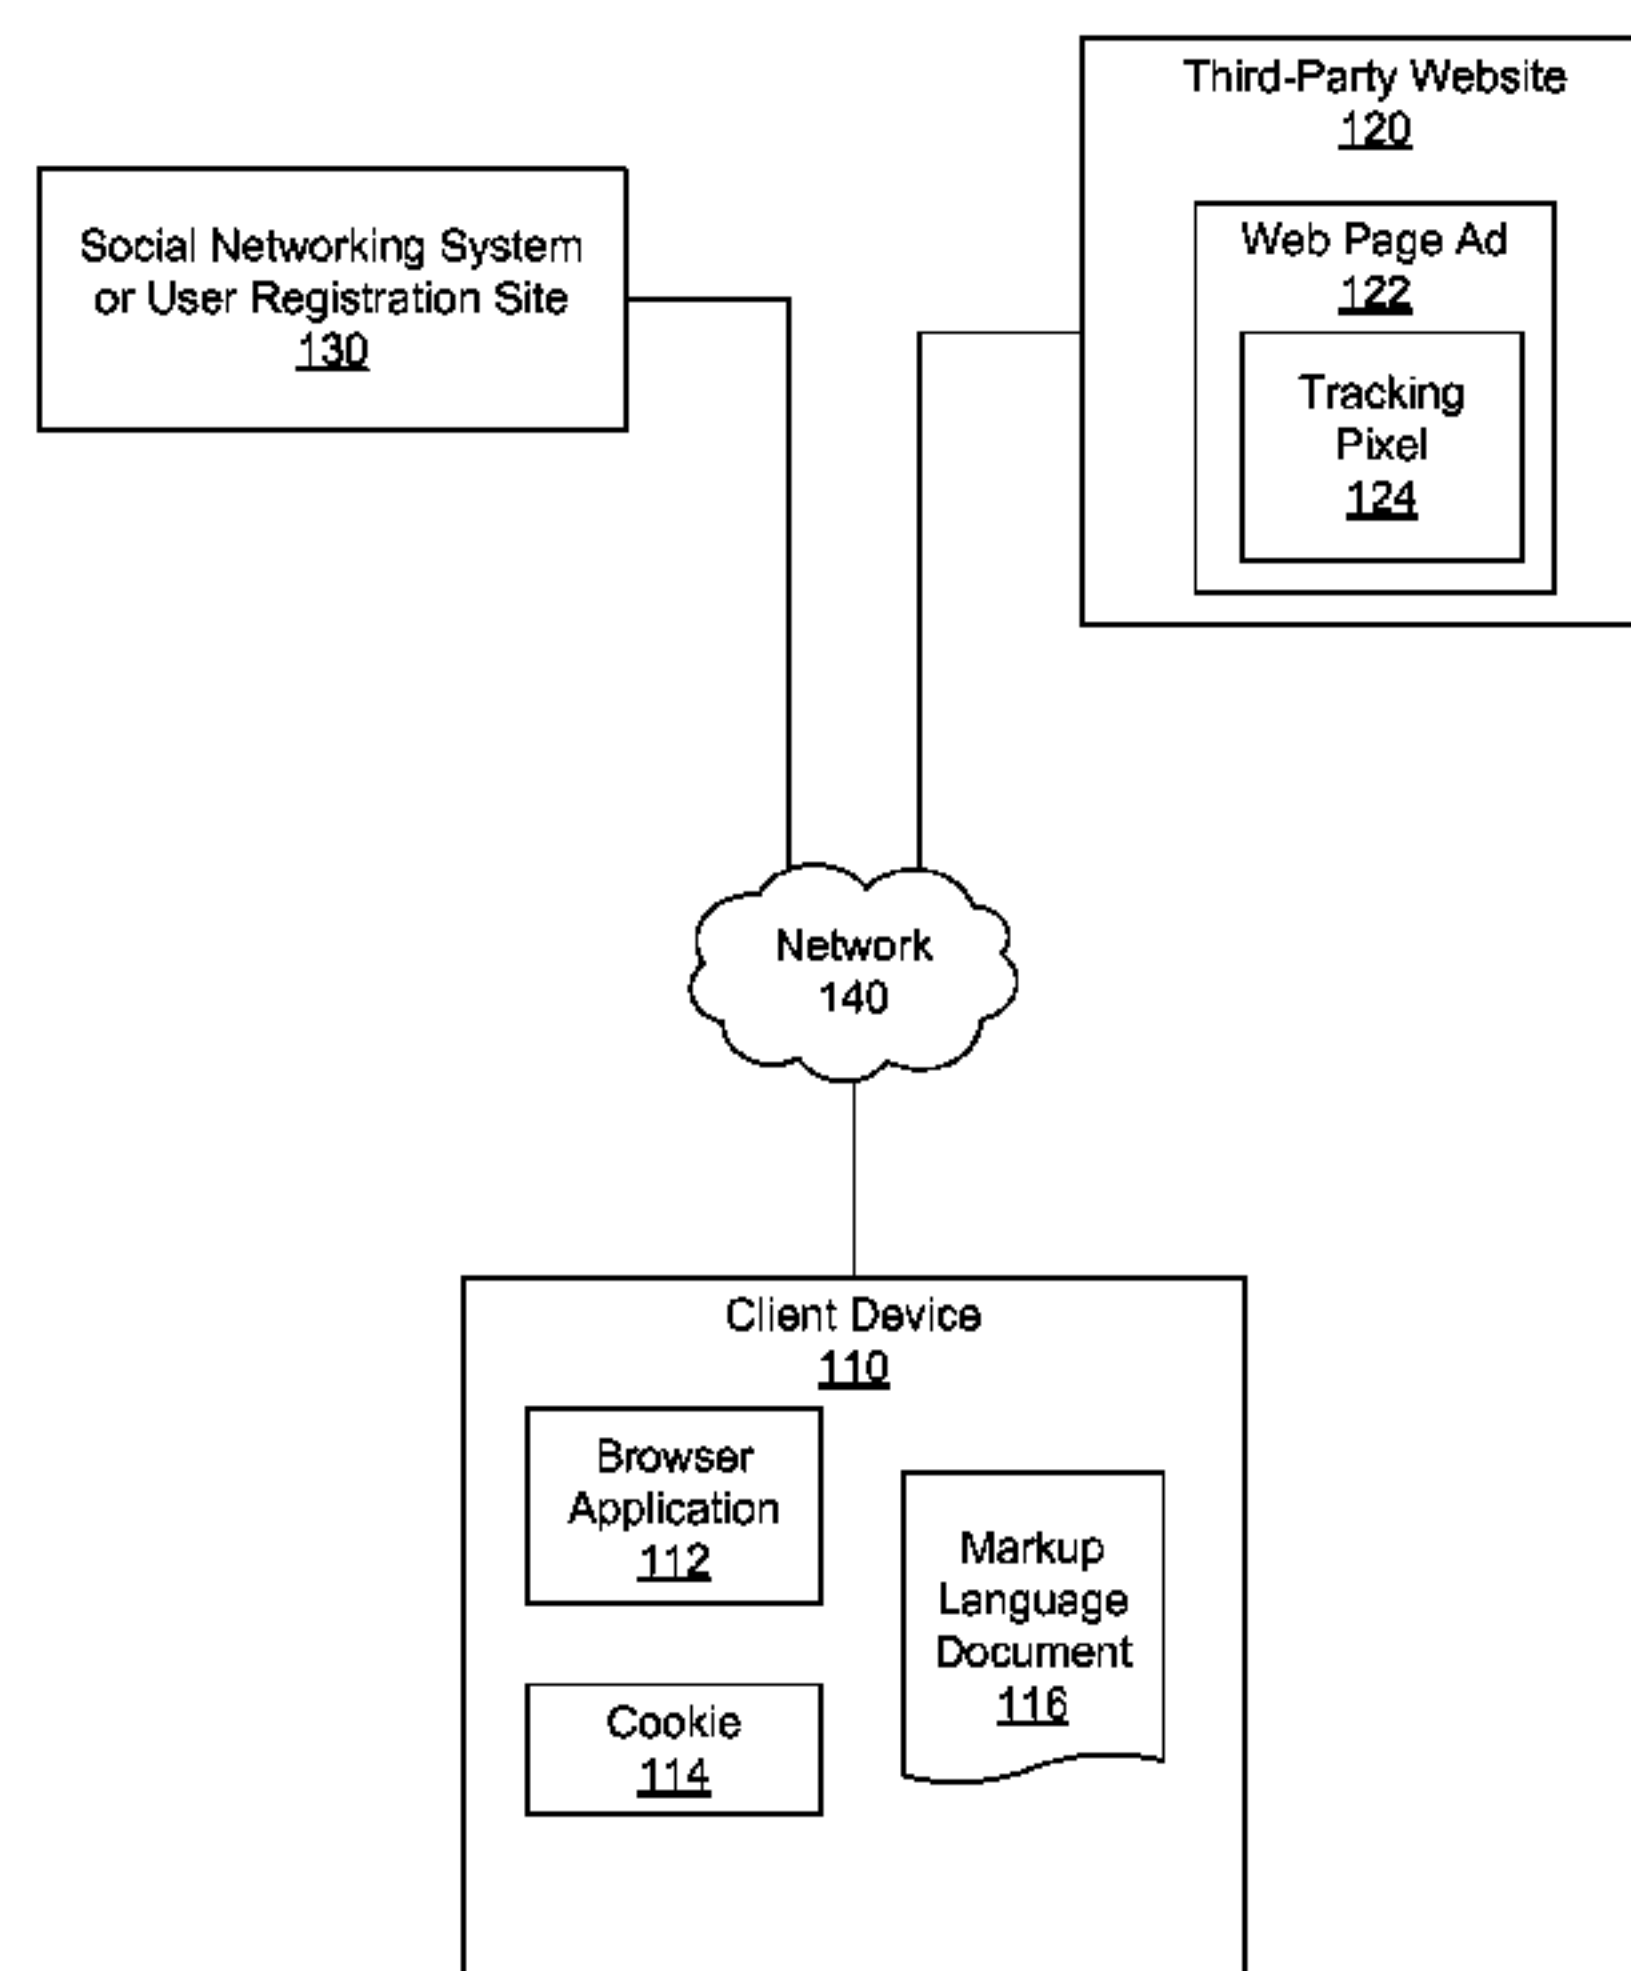 Third-Party Website
120
Social Networking System
or User Registration Site
130
Web Page Ad
122
Tracking
Pixel
124
Network
140
Client Device
110
Browser
Application
112
Markup
Language
Document
116
Cookie
114